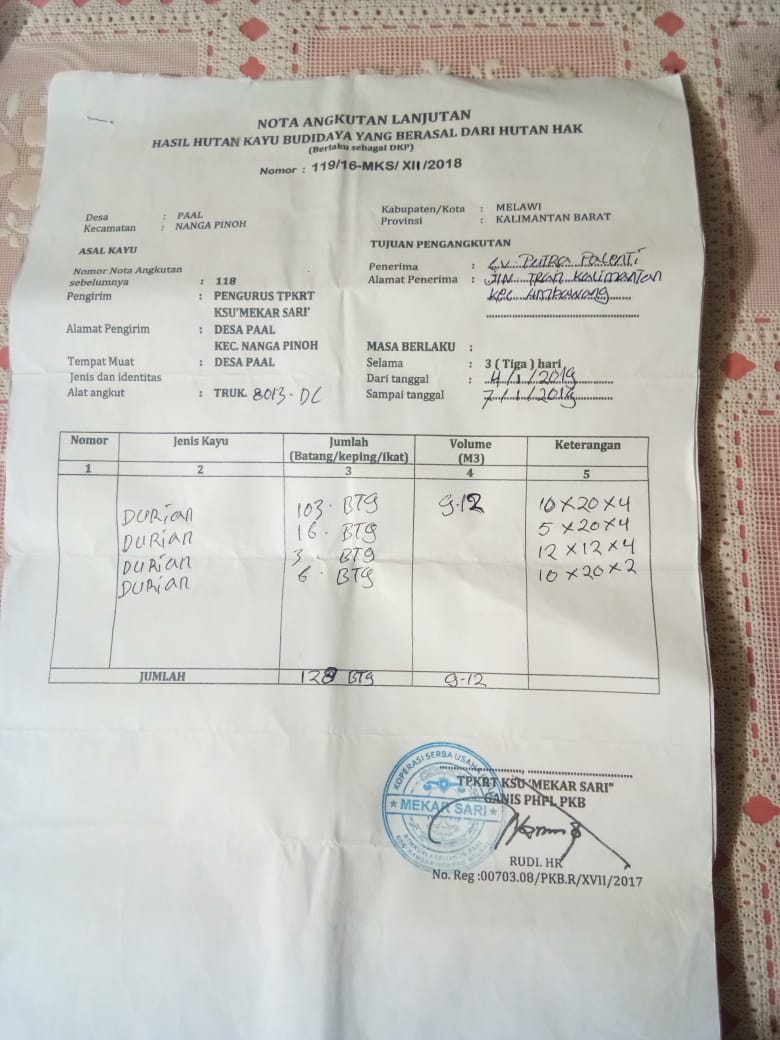 NOTA ANGKUTAN LANJUTAN
HASIL HUTAN KAYU BUDIDAYA YANG BERASAL DARI HUTAN HAK
(Berlaku sebagai DKP)
Nomor : 119/16-MKS/ XII/2018
Desa : PAAL
Kecamatan : NANGA PINOH
Kabupaten/Kota : MELAWI
Provinsi : KALIMANTAN BARAT
ASAL KAYU
Nomor Nota Angkutan
sebelumnya : 118
Pengirim : PENGURUS TPKRT
KSU'MEKAR SARI'
Alamat Pengirim : DESA PAAL
KEC. NANGA PINOH
Tempat Muat : DESA PAAL
Jenis dan identitas
Alat angkut : TRUK. 8013-DC
TUJUAN PENGANGKUTAN
Penerima : CV. PUTRA
Alamat Penerima : JLN TRAN KALIMANTAN
KEC AMBAWANG
MASA BERLAKU :
Selama : 3 ( Tiga ) hari
Dari tanggal : 4/1/2019
Sampai tanggal : 7/1/2019
Nomor Jenis Kayu Jumlah (Batang/keping/ikat) Volume (M3) Keterangan
1 2 3 4 5
DURIAN 103 - BTG 9-12 10 x 20 x 4
DURIAN 16 - BTG 5 x 20 x 4
DURIAN 3 - BTG 12 x 12 x 4
DURIAN 6 - BTG 10 x 20 x 2
JUMLAH 128 BTG 9-12
TPKRT KSU "MEKAR SARI"
GANIS PHPL PKB
KOPERASI SERBA USAHA
MEKAR SARI
RUDI. HR
No. Reg :00703.08/PKB.R/XVII/2017